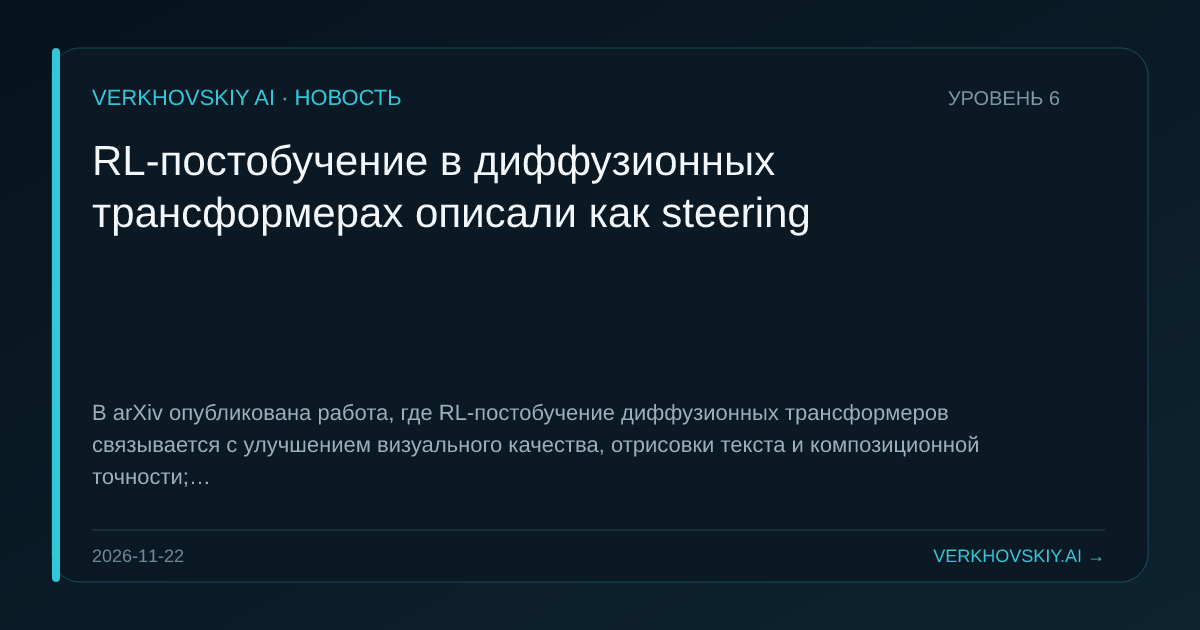 VERKHOVSKIY AI · НОВОСТЬ
УРОВЕНЬ 6
RL-постобучение в диффузионных
трансформерах описали как steering
В arXiv опубликована работа, где RL-постобучение диффузионных трансформеров
связывается с улучшением визуального качества, отрисовки текста и композиционной
точности;…
2026-11-22
VERKHOVSKIY.AI →